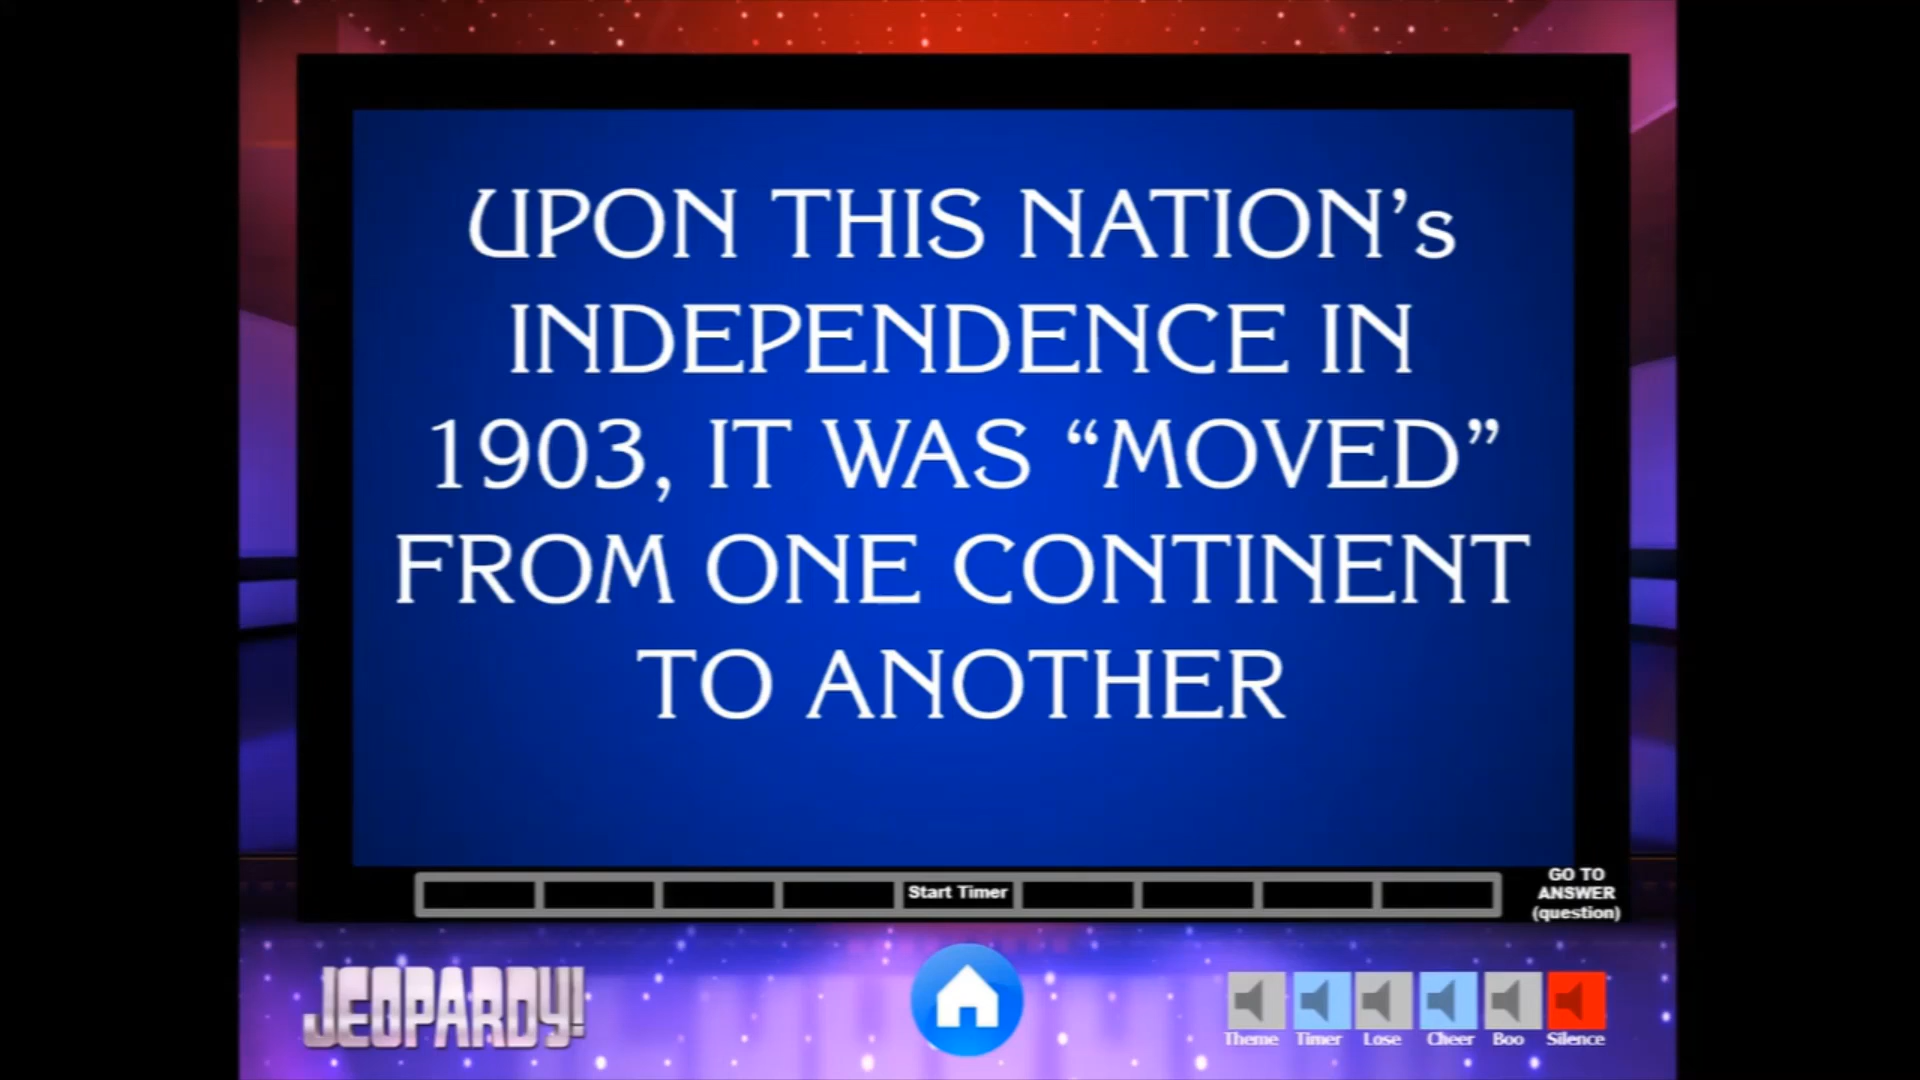 UPON THIS NATION's
INDEPENDENCE IN
1903, IT WAS “MOVED”
FROM ONE CONTINENT
TO ANOTHER
Start Timer
GO TO
ANSWER
(question)
JEOPARDY!
Theme Timer Lose Cheer Boo Silence